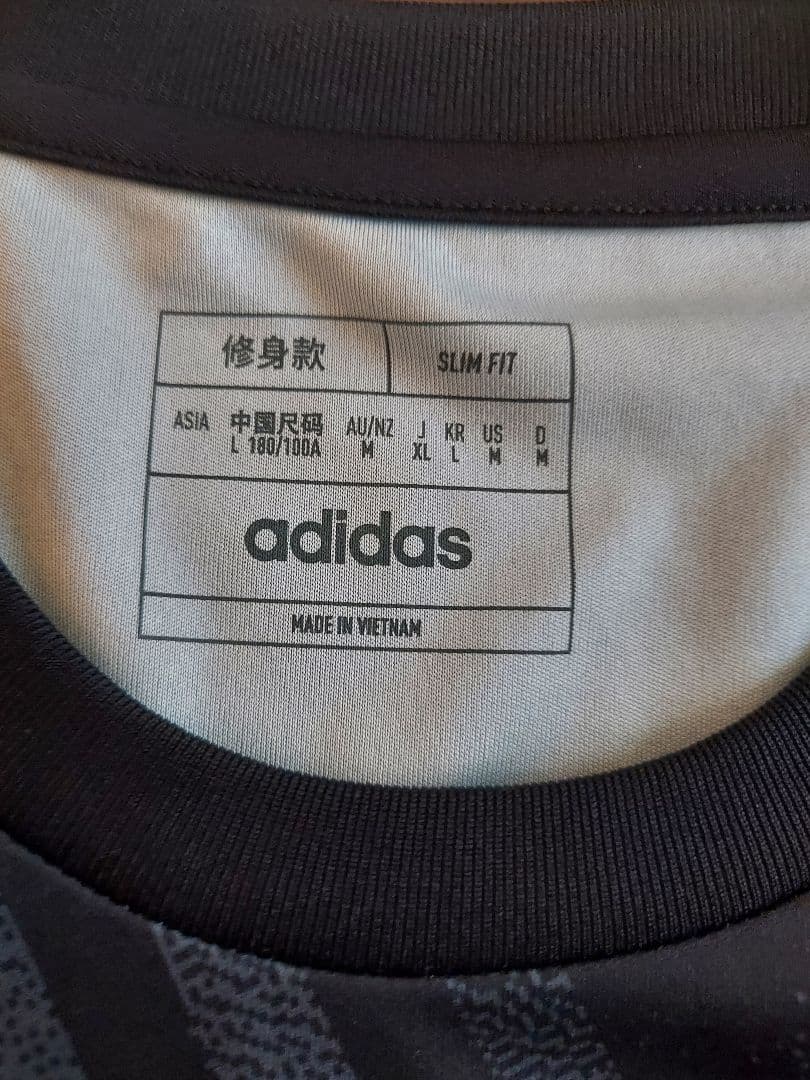 修身款 SLIM FIT
ASIA 中国尺码 AU/NZ J KR US D
L 180/100A M XL L M M
adidas
MADE IN VIETNAM